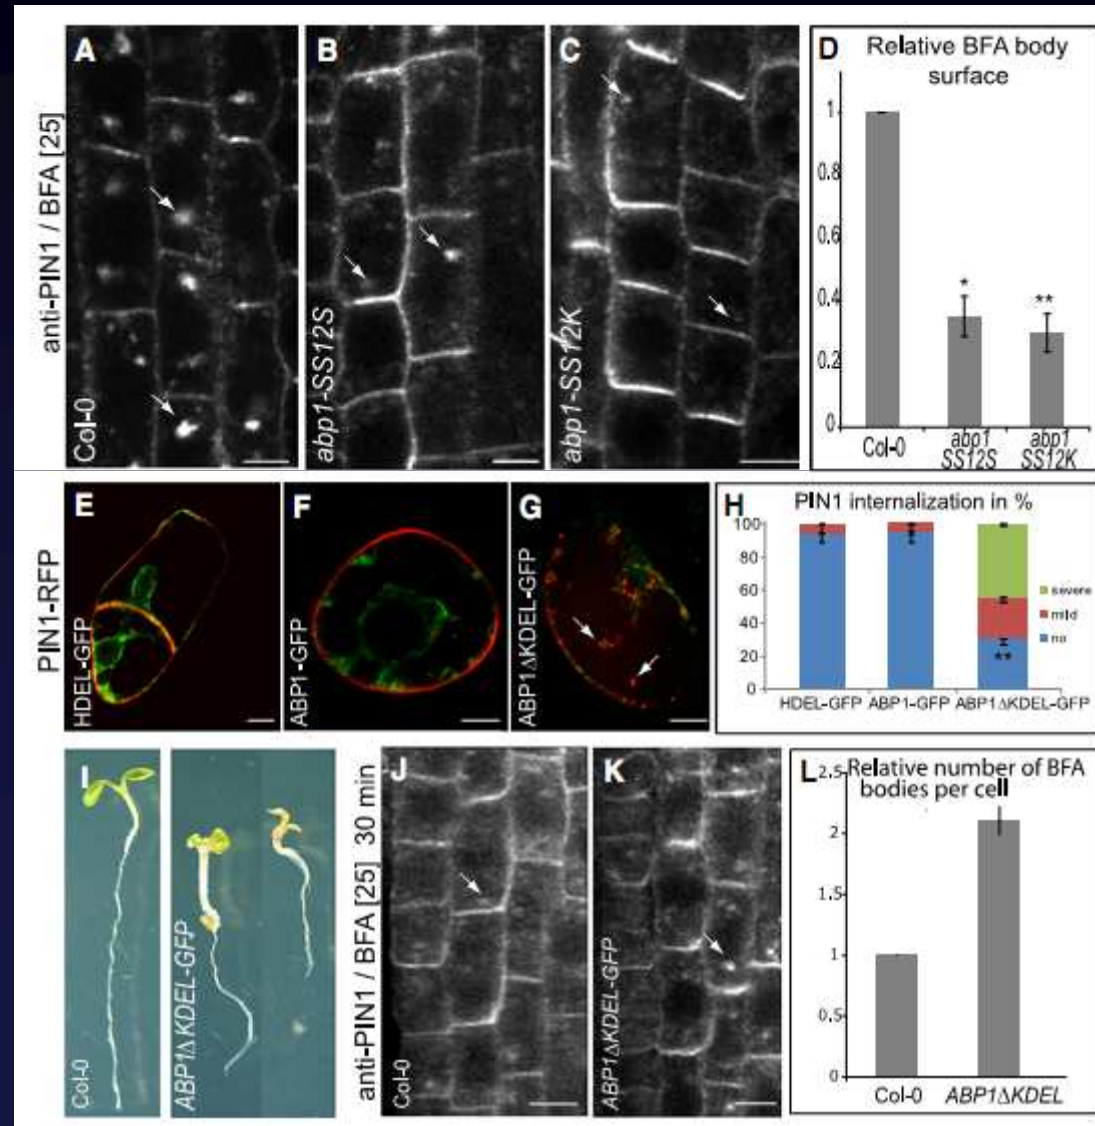 anti-PIN1 / BFA [25]
A
Col-0
B
abp1-SS12S
C
abp1-SS12K
D
Relative BFA body
surface
1
0.8
0.6
0.4
0.2
0
*
**
Col-0
abp1
SS12S
abp1
SS12K
PIN1-RFP
E
HDEL-GFP
F
ABP1-GFP
G
ABP1ΔKDEL-GFP
H
PIN1 internalization in %
100
80
60
40
20
0
**
severe
mild
no
HDEL-GFP
ABP1-GFP
ABP1ΔKDEL-GFP
I
Col-0
ABP1ΔKDEL-GFP
anti-PIN1 / BFA [25] 30 min
J
Col-0
K
ABP1ΔKDEL-GFP
L
Relative number of BFA
bodies per cell
2.5
2
1.5
1
0.5
0
Col-0
ABP1ΔKDEL